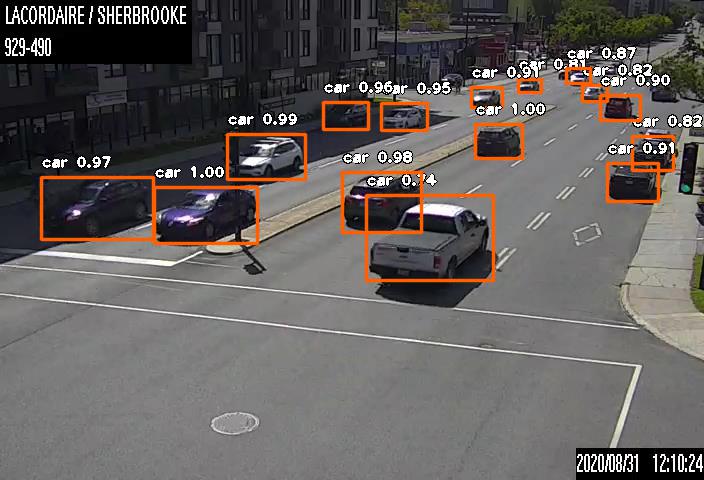 LACORDAIRE / SHERBROOKE
929-490
car 0.87
car 0.81
car 0.82
car 0.91
car 0.90
car 0.96
car 0.95
car 1.00
car 0.99
car 0.82
car 0.91
car 0.98
car 0.97
car 1.00
car 0.74
2020/08/31 12:10:24